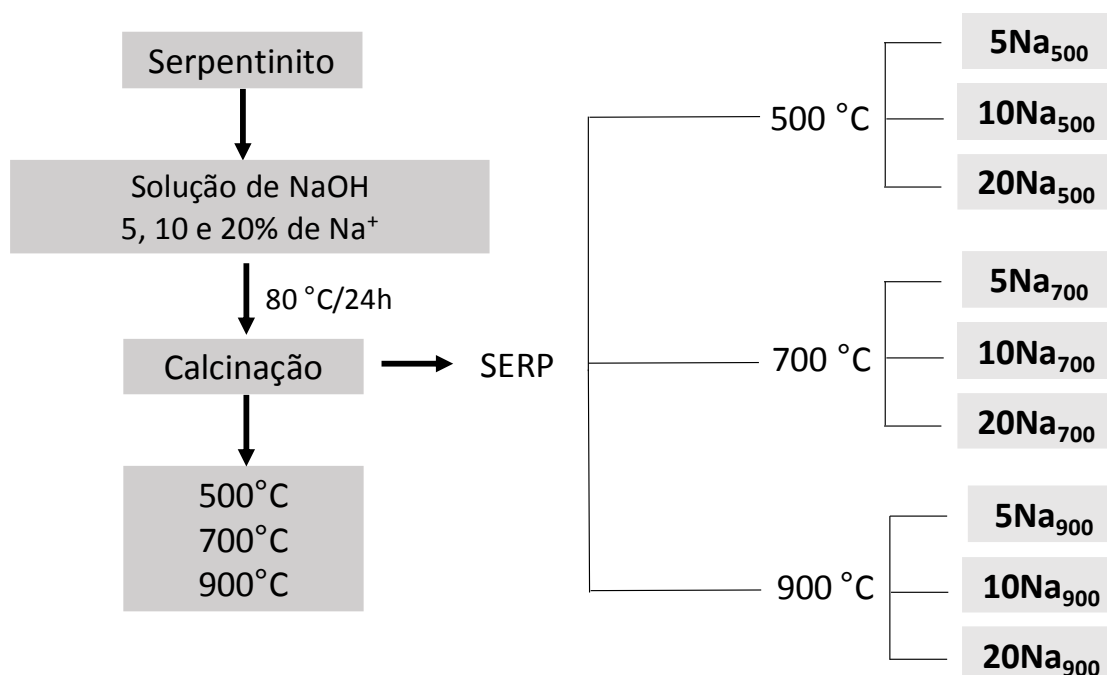 Serpentinito
Solução de NaOH
5, 10 e 20% de Na⁺
80 °C/24h
Calcinação
500°C
700°C
900°C
SERP
500 °C
5Na₅₀₀
10Na₅₀₀
20Na₅₀₀
700 °C
5Na₇₀₀
10Na₇₀₀
20Na₇₀₀
900 °C
5Na₉₀₀
10Na₉₀₀
20Na₉₀₀